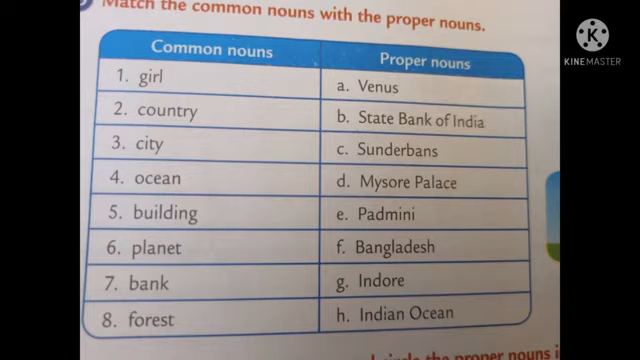 Match the common nouns with the proper nouns.
Common nouns Proper nouns
1. girl a. Venus
2. country b. State Bank of India
3. city c. Sunderbans
4. ocean d. Mysore Palace
5. building e. Padmini
6. planet f. Bangladesh
7. bank g. Indore
8. forest h. Indian Ocean
circle the proper nouns i
K
KINEMASTER